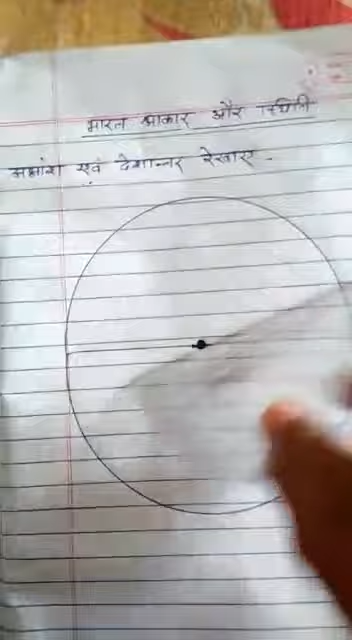 भारत आकार और स्थिति
अक्षांश एवं देशान्तर रेखाए